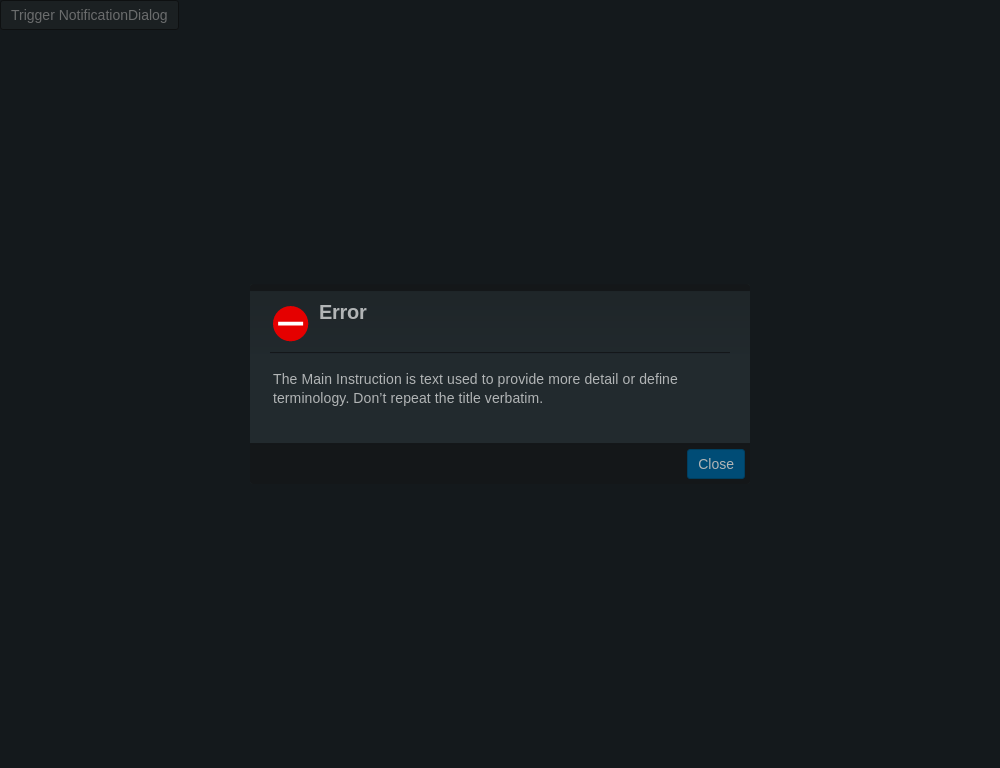 Trigger NotificationDialog
Error
The Main Instruction is text used to provide more detail or define
terminology. Don’t repeat the title verbatim.
Close